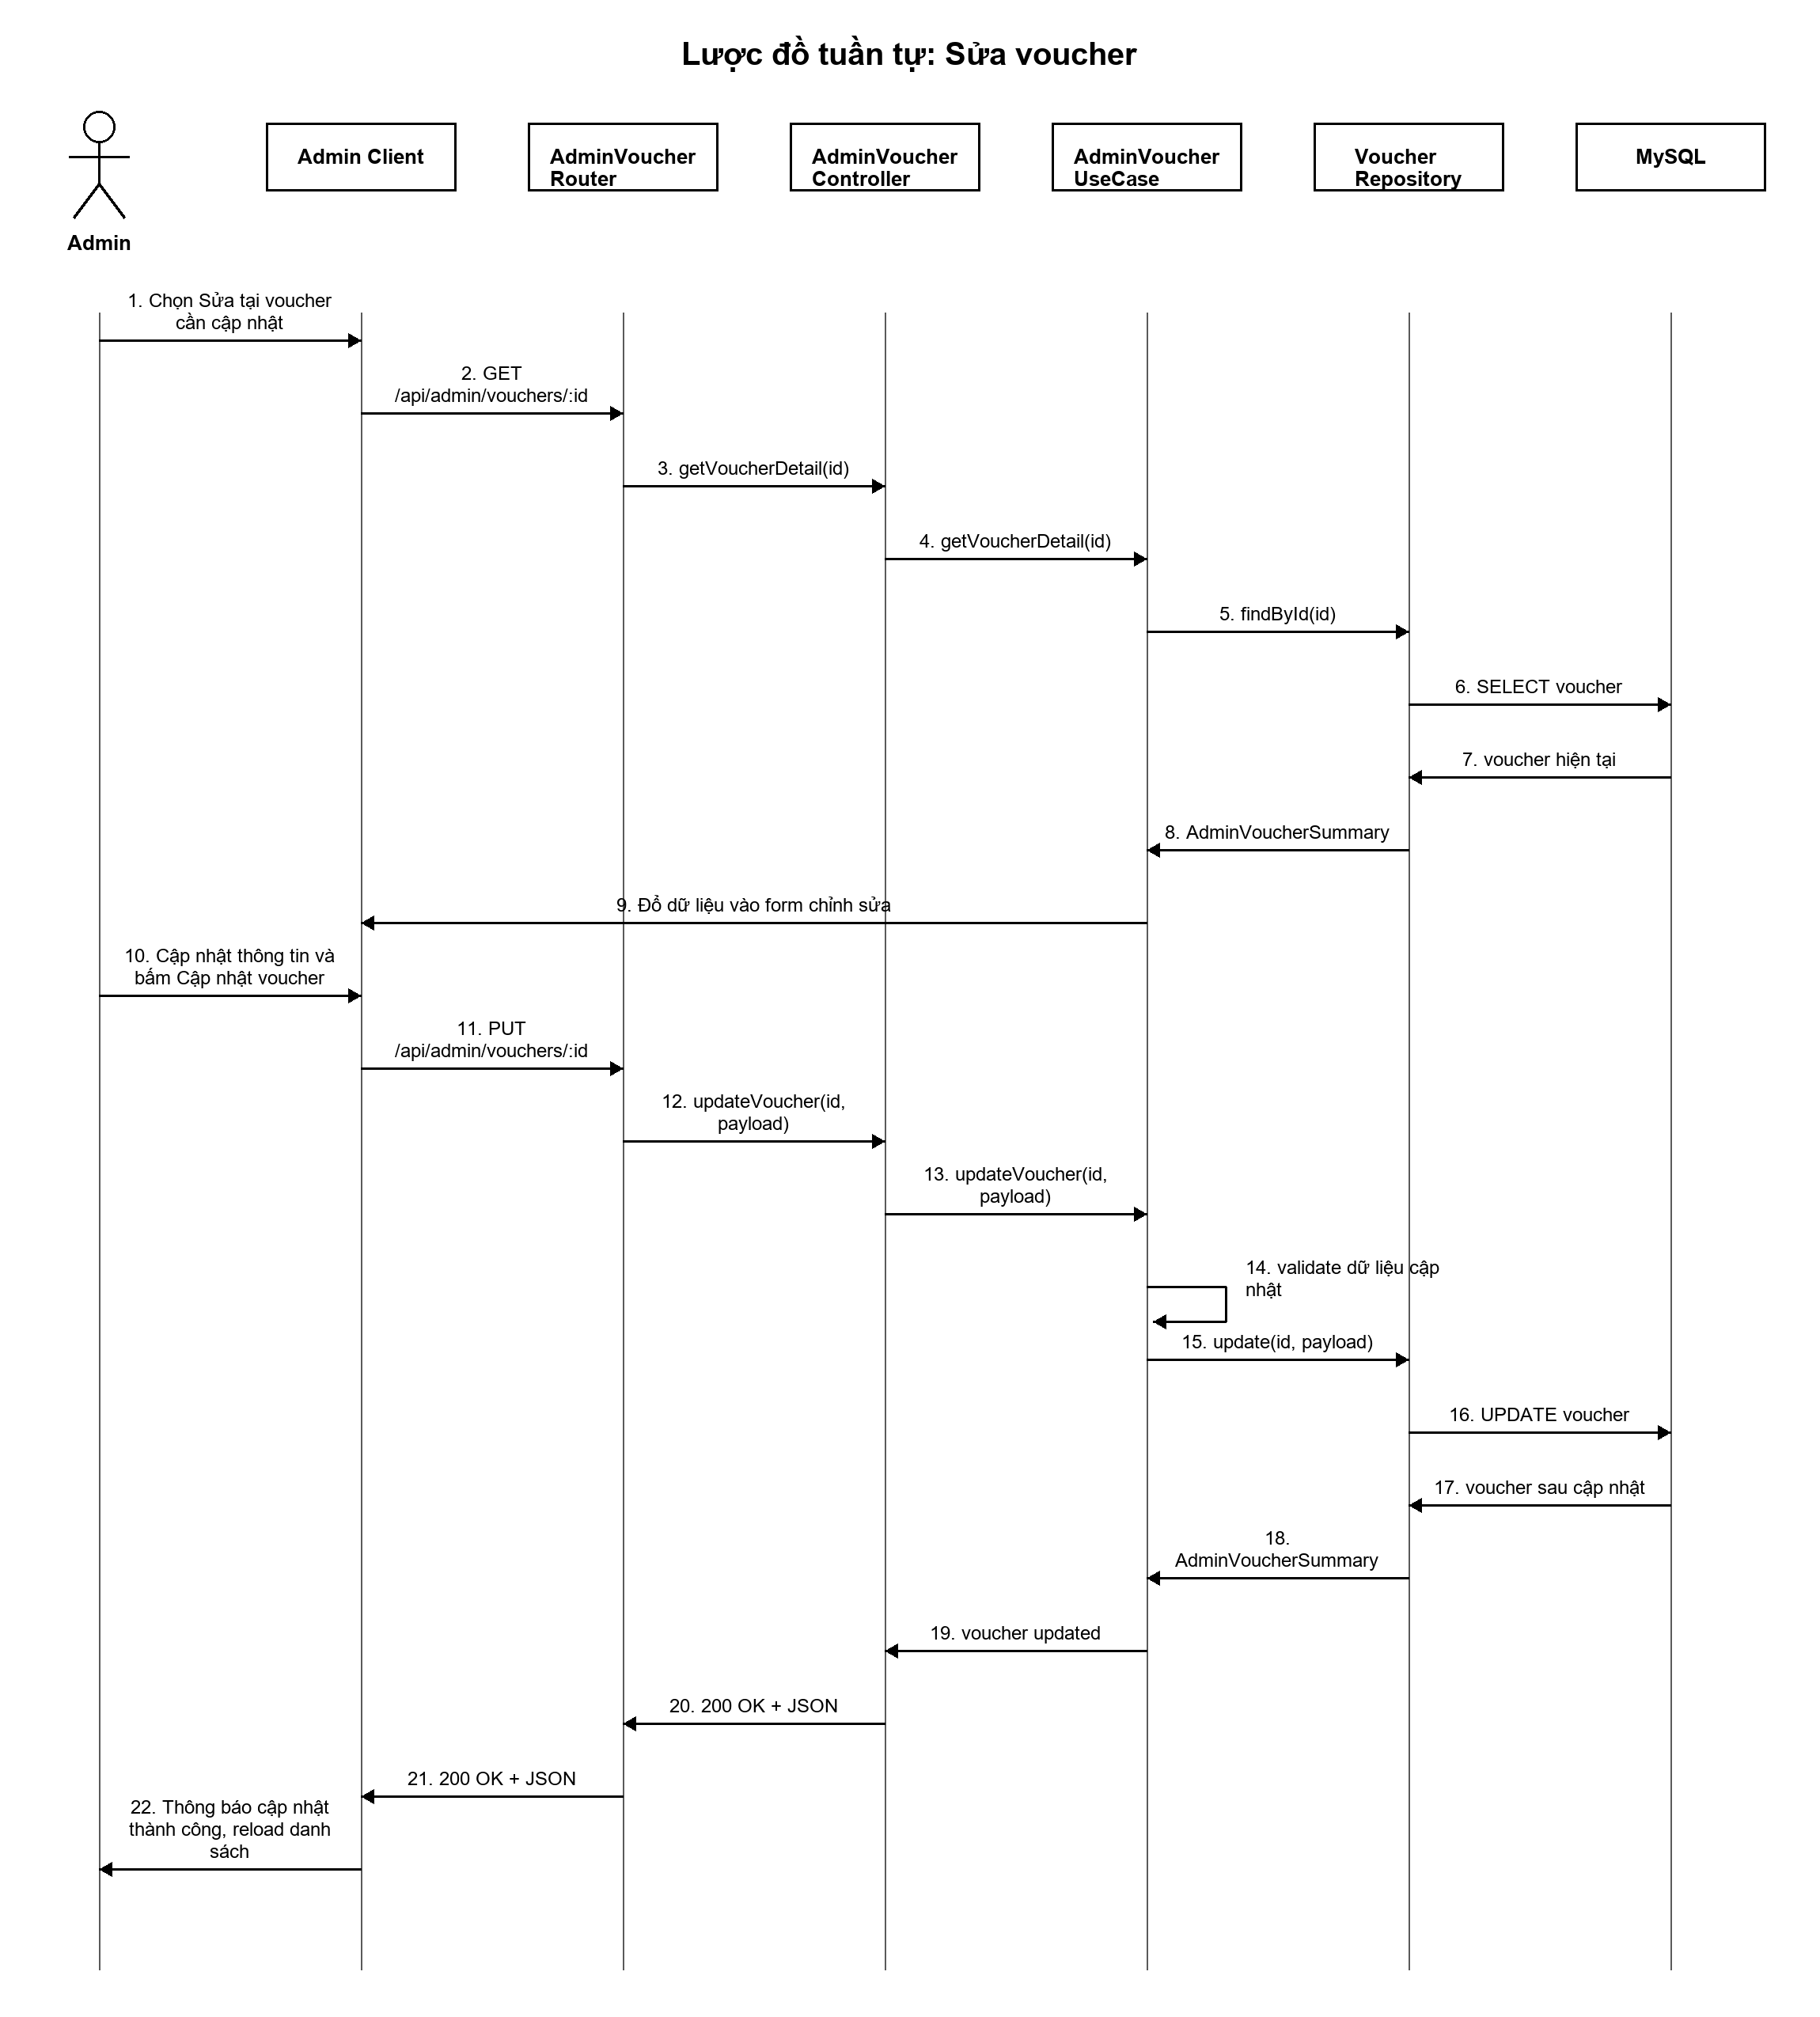 Lược đồ tuần tự: Sửa voucher
Admin Client
AdminVoucher
Router
AdminVoucher
Controller
AdminVoucher
UseCase
Voucher
Repository
MySQL
Admin
1. Chọn Sửa tại voucher
cần cập nhật
2. GET
/api/admin/vouchers/:id
3. getVoucherDetail(id)
4. getVoucherDetail(id)
5. findById(id)
6. SELECT voucher
7. voucher hiện tại
8. AdminVoucherSummary
9. Đổ dữ liệu vào form chỉnh sửa
10. Cập nhật thông tin và
bấm Cập nhật voucher
11. PUT
/api/admin/vouchers/:id
12. updateVoucher(id,
payload)
13. updateVoucher(id,
payload)
14. validate dữ liệu cập
nhật
15. update(id, payload)
16. UPDATE voucher
17. voucher sau cập nhật
18.
AdminVoucherSummary
19. voucher updated
20. 200 OK + JSON
21. 200 OK + JSON
22. Thông báo cập nhật
thành công, reload danh
sách